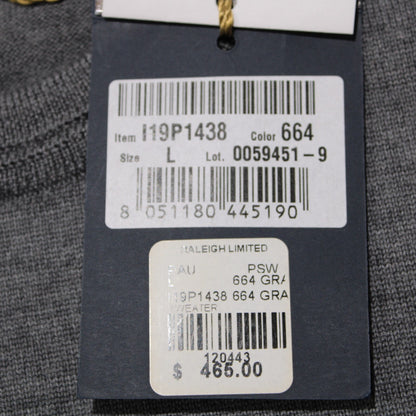 Item I19P1438 Color 664
Size L Lot. 0059451-9
8 051180 445190
RALEIGH LIMITED
PSW
664 GRA
I19P1438 664 GRA
SWEATER
120443
$ 465.00